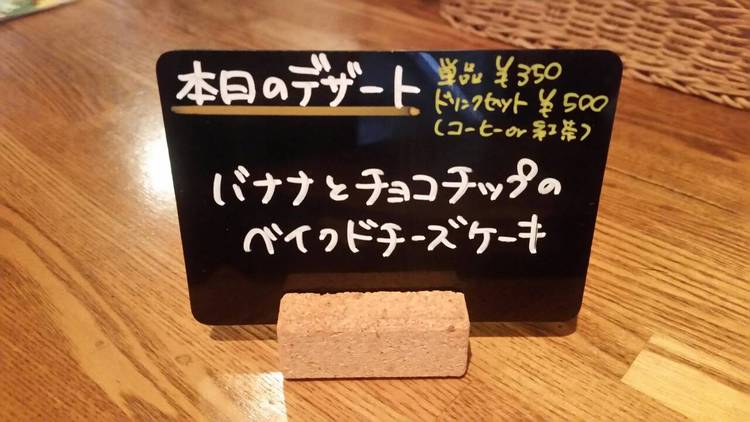 本日のデザート
単品 ¥350
ドリンクセット ¥500
(コーヒーor紅茶)
バナナとチョコチップの
ベイクドチーズケーキ